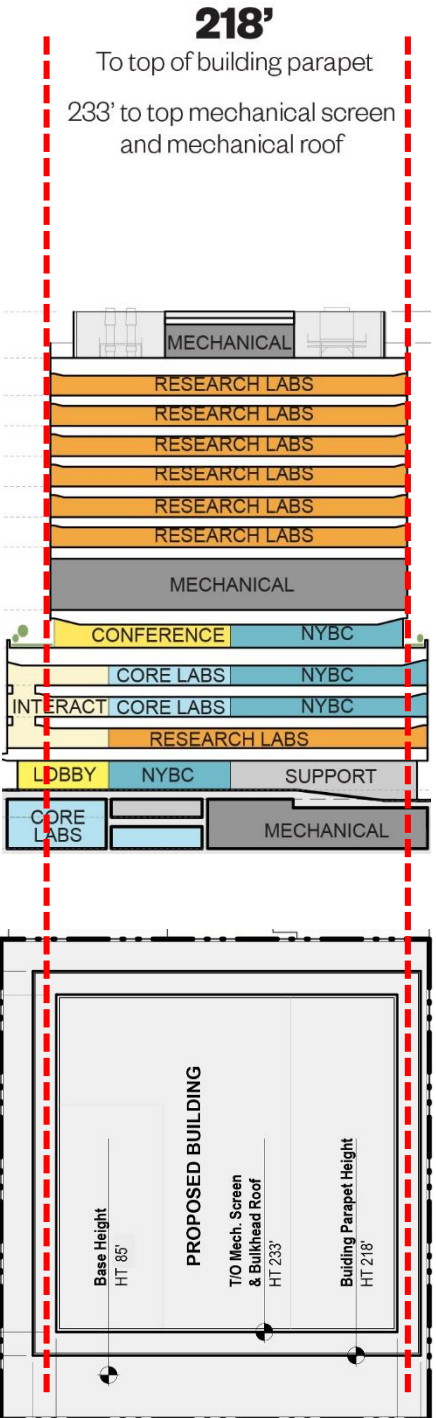 218’
To top of building parapet
233’ to top mechanical screen
and mechanical roof
MECHANICAL
RESEARCH LABS
RESEARCH LABS
RESEARCH LABS
RESEARCH LABS
RESEARCH LABS
RESEARCH LABS
MECHANICAL
CONFERENCE NYBC
CORE LABS NYBC
INTERACT CORE LABS NYBC
RESEARCH LABS
LOBBY NYBC SUPPORT
CORE
LABS
MECHANICAL
Base Height
HT 85'
PROPOSED BUILDING
T/O Mech. Screen
& Bulkhead Roof
HT 233'
Buiding Parapet Height
HT 218'